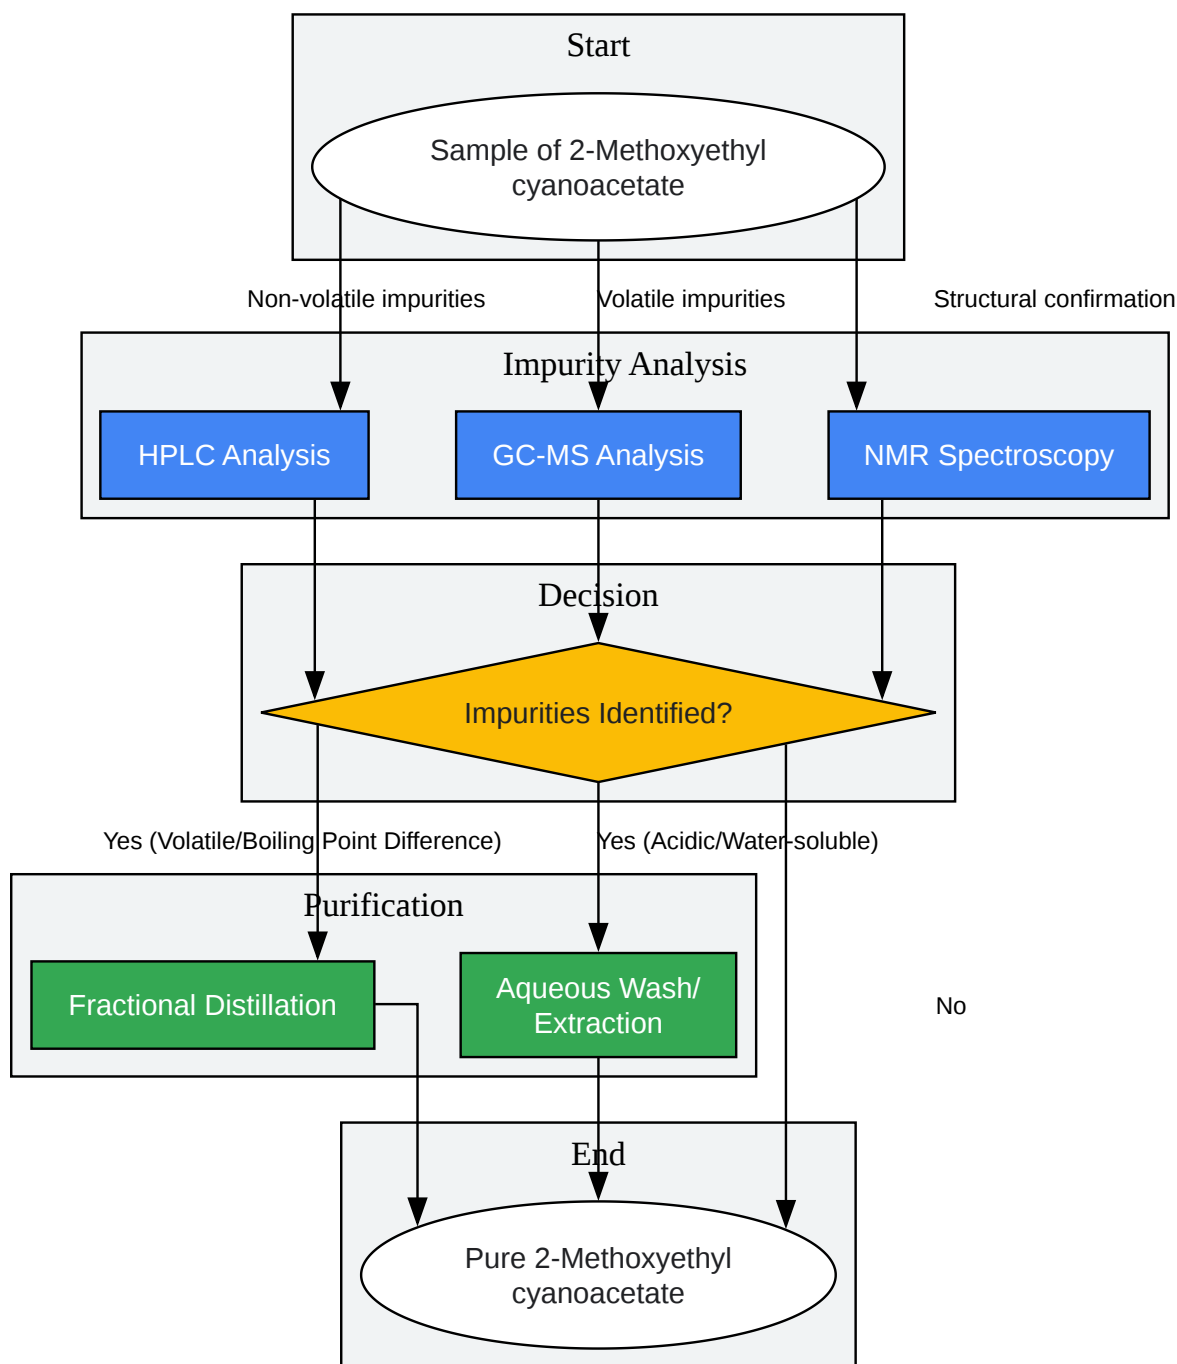 Start
Sample of 2-Methoxyethyl
cyanoacetate
Non-volatile impurities
Volatile impurities
Structural confirmation
Impurity Analysis
HPLC Analysis
GC-MS Analysis
NMR Spectroscopy
Decision
Impurities Identified?
Yes (Volatile/Boiling Point Difference)
Yes (Acidic/Water-soluble)
Purification
Fractional Distillation
Aqueous Wash/
Extraction
No
End
Pure 2-Methoxyethyl
cyanoacetate